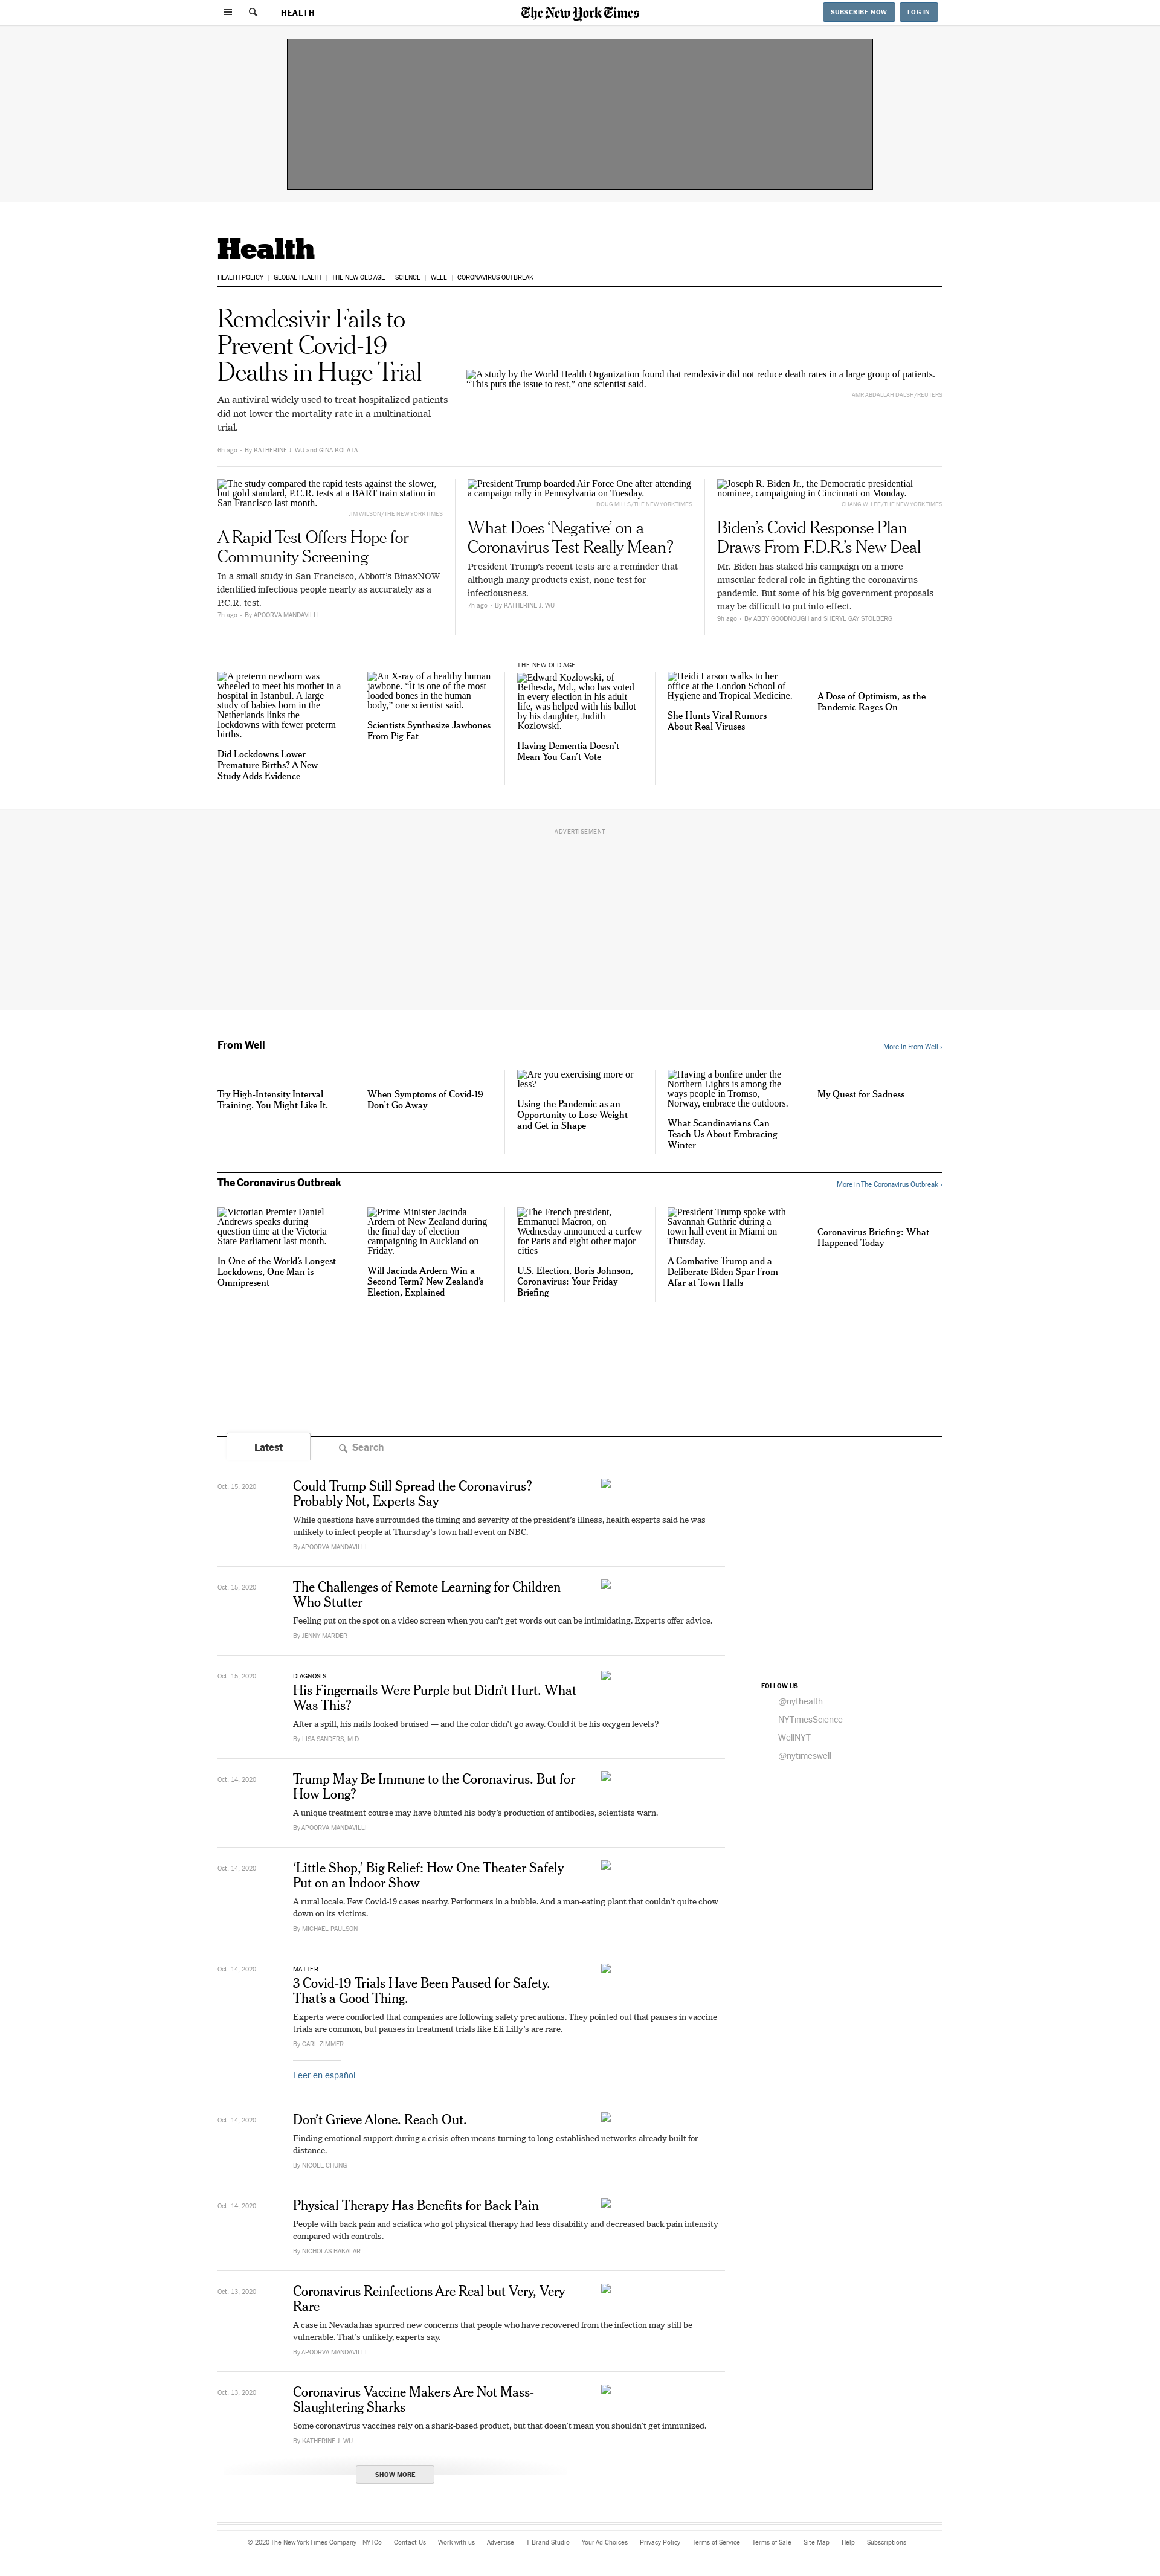 HEALTH
The New York Times
SUBSCRIBE NOW
LOG IN
Health
HEALTH POLICY
GLOBAL HEALTH
THE NEW OLD AGE
SCIENCE
WELL
CORONAVIRUS OUTBREAK
Remdesivir Fails to
Prevent Covid-19
Deaths in Huge Trial
An antiviral widely used to treat hospitalized patients
did not lower the mortality rate in a multinational
trial.
6h ago • By KATHERINE J. WU and GINA KOLATA
A study by the World Health Organization found that remdesivir did not reduce death rates in a large group of patients.
“This puts the issue to rest,” one scientist said.
AMR ABDALLAH DALSH/REUTERS
The study compared the rapid tests against the slower,
but gold standard, P.C.R. tests at a BART train station in
San Francisco last month.
JIM WILSON/THE NEW YORK TIMES
A Rapid Test Offers Hope for
Community Screening
In a small study in San Francisco, Abbott’s BinaxNOW
identified infectious people nearly as accurately as a
P.C.R. test.
7h ago • By APOORVA MANDAVILLI
President Trump boarded Air Force One after attending
a campaign rally in Pennsylvania on Tuesday.
DOUG MILLS/THE NEW YORK TIMES
What Does ‘Negative’ on a
Coronavirus Test Really Mean?
President Trump’s recent tests are a reminder that
although many products exist, none test for
infectiousness.
7h ago • By KATHERINE J. WU
Joseph R. Biden Jr., the Democratic presidential
nominee, campaigning in Cincinnati on Monday.
CHANG W. LEE/THE NEW YORK TIMES
Biden’s Covid Response Plan
Draws From F.D.R.’s New Deal
Mr. Biden has staked his campaign on a more
muscular federal role in fighting the coronavirus
pandemic. But some of his big government proposals
may be difficult to put into effect.
9h ago • By ABBY GOODNOUGH and SHERYL GAY STOLBERG
A preterm newborn was
wheeled to meet his mother in a
hospital in Istanbul. A large
study of babies born in the
Netherlands links the
lockdowns with fewer preterm
births.
Did Lockdowns Lower
Premature Births? A New
Study Adds Evidence
An X-ray of a healthy human
jawbone. “It is one of the most
loaded bones in the human
body,” one scientist said.
Scientists Synthesize Jawbones
From Pig Fat
THE NEW OLD AGE
Edward Kozlowski, of
Bethesda, Md., who has voted
in every election in his adult
life, was helped with his ballot
by his daughter, Judith
Kozlowski.
Having Dementia Doesn’t
Mean You Can’t Vote
Heidi Larson walks to her
office at the London School of
Hygiene and Tropical Medicine.
She Hunts Viral Rumors
About Real Viruses
A Dose of Optimism, as the
Pandemic Rages On
ADVERTISEMENT
From Well
More in From Well ›
Try High-Intensity Interval
Training. You Might Like It.
When Symptoms of Covid-19
Don’t Go Away
Are you exercising more or
less?
Using the Pandemic as an
Opportunity to Lose Weight
and Get in Shape
Having a bonfire under the
Northern Lights is among the
ways people in Tromso,
Norway, embrace the outdoors.
What Scandinavians Can
Teach Us About Embracing
Winter
My Quest for Sadness
The Coronavirus Outbreak
More in The Coronavirus Outbreak ›
Victorian Premier Daniel
Andrews speaks during
question time at the Victoria
State Parliament last month.
In One of the World’s Longest
Lockdowns, One Man is
Omnipresent
Prime Minister Jacinda
Ardern of New Zealand during
the final day of election
campaigning in Auckland on
Friday.
Will Jacinda Ardern Win a
Second Term? New Zealand’s
Election, Explained
The French president,
Emmanuel Macron, on
Wednesday announced a curfew
for Paris and eight other major
cities
U.S. Election, Boris Johnson,
Coronavirus: Your Friday
Briefing
President Trump spoke with
Savannah Guthrie during a
town hall event in Miami on
Thursday.
A Combative Trump and a
Deliberate Biden Spar From
Afar at Town Halls
Coronavirus Briefing: What
Happened Today
Latest
Search
Oct. 15, 2020
Could Trump Still Spread the Coronavirus?
Probably Not, Experts Say
While questions have surrounded the timing and severity of the president’s illness, health experts said he was
unlikely to infect people at Thursday’s town hall event on NBC.
By APOORVA MANDAVILLI
Oct. 15, 2020
The Challenges of Remote Learning for Children
Who Stutter
Feeling put on the spot on a video screen when you can’t get words out can be intimidating. Experts offer advice.
By JENNY MARDER
Oct. 15, 2020
DIAGNOSIS
His Fingernails Were Purple but Didn’t Hurt. What
Was This?
After a spill, his nails looked bruised — and the color didn’t go away. Could it be his oxygen levels?
By LISA SANDERS, M.D.
FOLLOW US
@nythealth
NYTimesScience
WellNYT
@nytimeswell
Oct. 14, 2020
Trump May Be Immune to the Coronavirus. But for
How Long?
A unique treatment course may have blunted his body’s production of antibodies, scientists warn.
By APOORVA MANDAVILLI
Oct. 14, 2020
‘Little Shop,’ Big Relief: How One Theater Safely
Put on an Indoor Show
A rural locale. Few Covid-19 cases nearby. Performers in a bubble. And a man-eating plant that couldn’t quite chow
down on its victims.
By MICHAEL PAULSON
Oct. 14, 2020
MATTER
3 Covid-19 Trials Have Been Paused for Safety.
That’s a Good Thing.
Experts were comforted that companies are following safety precautions. They pointed out that pauses in vaccine
trials are common, but pauses in treatment trials like Eli Lilly’s are rare.
By CARL ZIMMER
Leer en español
Oct. 14, 2020
Don’t Grieve Alone. Reach Out.
Finding emotional support during a crisis often means turning to long-established networks already built for
distance.
By NICOLE CHUNG
Oct. 14, 2020
Physical Therapy Has Benefits for Back Pain
People with back pain and sciatica who got physical therapy had less disability and decreased back pain intensity
compared with controls.
By NICHOLAS BAKALAR
Oct. 13, 2020
Coronavirus Reinfections Are Real but Very, Very
Rare
A case in Nevada has spurred new concerns that people who have recovered from the infection may still be
vulnerable. That’s unlikely, experts say.
By APOORVA MANDAVILLI
Oct. 13, 2020
Coronavirus Vaccine Makers Are Not Mass-
Slaughtering Sharks
Some coronavirus vaccines rely on a shark-based product, but that doesn’t mean you shouldn’t get immunized.
By KATHERINE J. WU
SHOW MORE
© 2020 The New York Times Company NYTCo Contact Us Work with us Advertise T Brand Studio Your Ad Choices Privacy Policy Terms of Service Terms of Sale Site Map Help Subscriptions